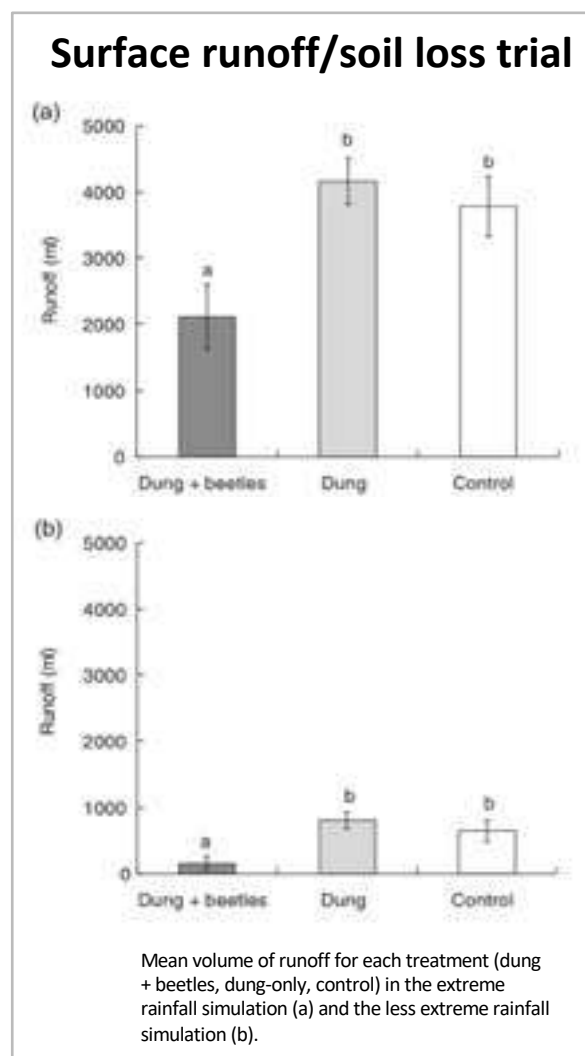 Surface runoff/soil loss trial
(a)
5000
4000
3000
2000
1000
0
Runoff (ml)
a
b
b
Dung + beetles
Dung
Control
(b)
5000
4000
3000
2000
1000
0
Runoff (ml)
a
b
b
Dung + beetles
Dung
Control
Mean volume of runoff for each treatment (dung
+ beetles, dung-only, control) in the extreme
rainfall simulation (a) and the less extreme rainfall
simulation (b).